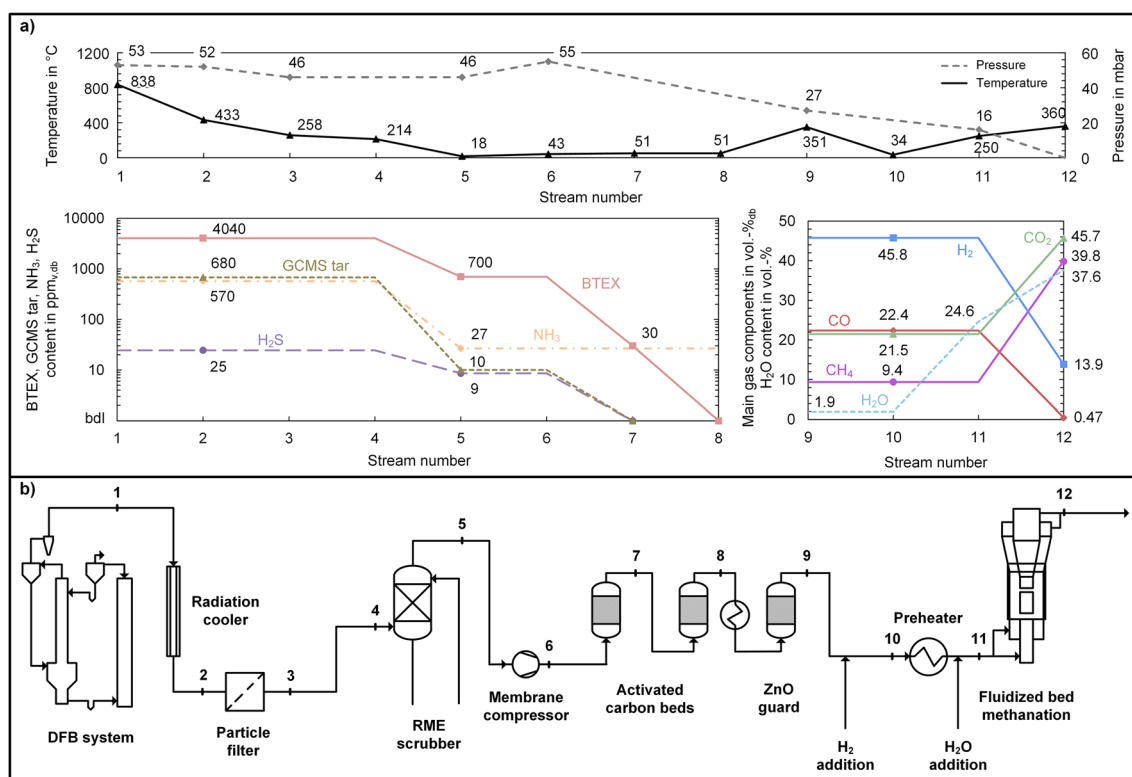 a)
53
52
46
46
55
27
16
360
838
433
258
214
18
43
51
51
351
34
250
Pressure
Temperature
Temperature in °C
1200
800
400
0
Pressure in mbar
60
40
20
0
1 2 3 4 5 6 7 8 9 10 11 12
Stream number
BTEX, GCMS tar, NH₃, H₂S
content in ppmv,db
10000
1000
100
10
bdl
4040
680
GCMS tar
570
H₂S
25
700
BTEX
27
NH₃
10
9
30
1 2 3 4 5 6 7 8
Stream number
Main gas components in vol.-%db
H₂O content in vol.-%
50
40
30
20
10
0
45.8
H₂
CO₂
CO
22.4
24.6
21.5
9.4
CH₄
H₂O
1.9
45.7
39.8
37.6
13.9
0.47
9 10 11 12
Stream number
b)
1
2
3
4
5
6
7
8
9
10
11
12
DFB system
Radiation
cooler
Particle
filter
RME
scrubber
Membrane
compressor
Activated
carbon beds
ZnO
guard
Preheater
H₂
addition
H₂O
addition
Fluidized bed
methanation